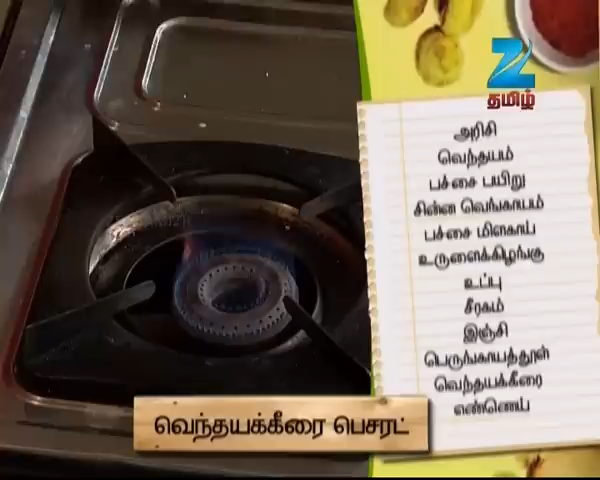 தமிழ்
அரிசி
வெந்தயம்
பச்சை பயிறு
சின்ன வெங்காயம்
பச்சை மிளகாய்
உருளைக்கிழங்கு
உப்பு
சீரகம்
இஞ்சி
பெருங்காயத்தூள்
வெந்தயக்கீரை
எண்ணெய்
வெந்தயக்கீரை பெசரட்